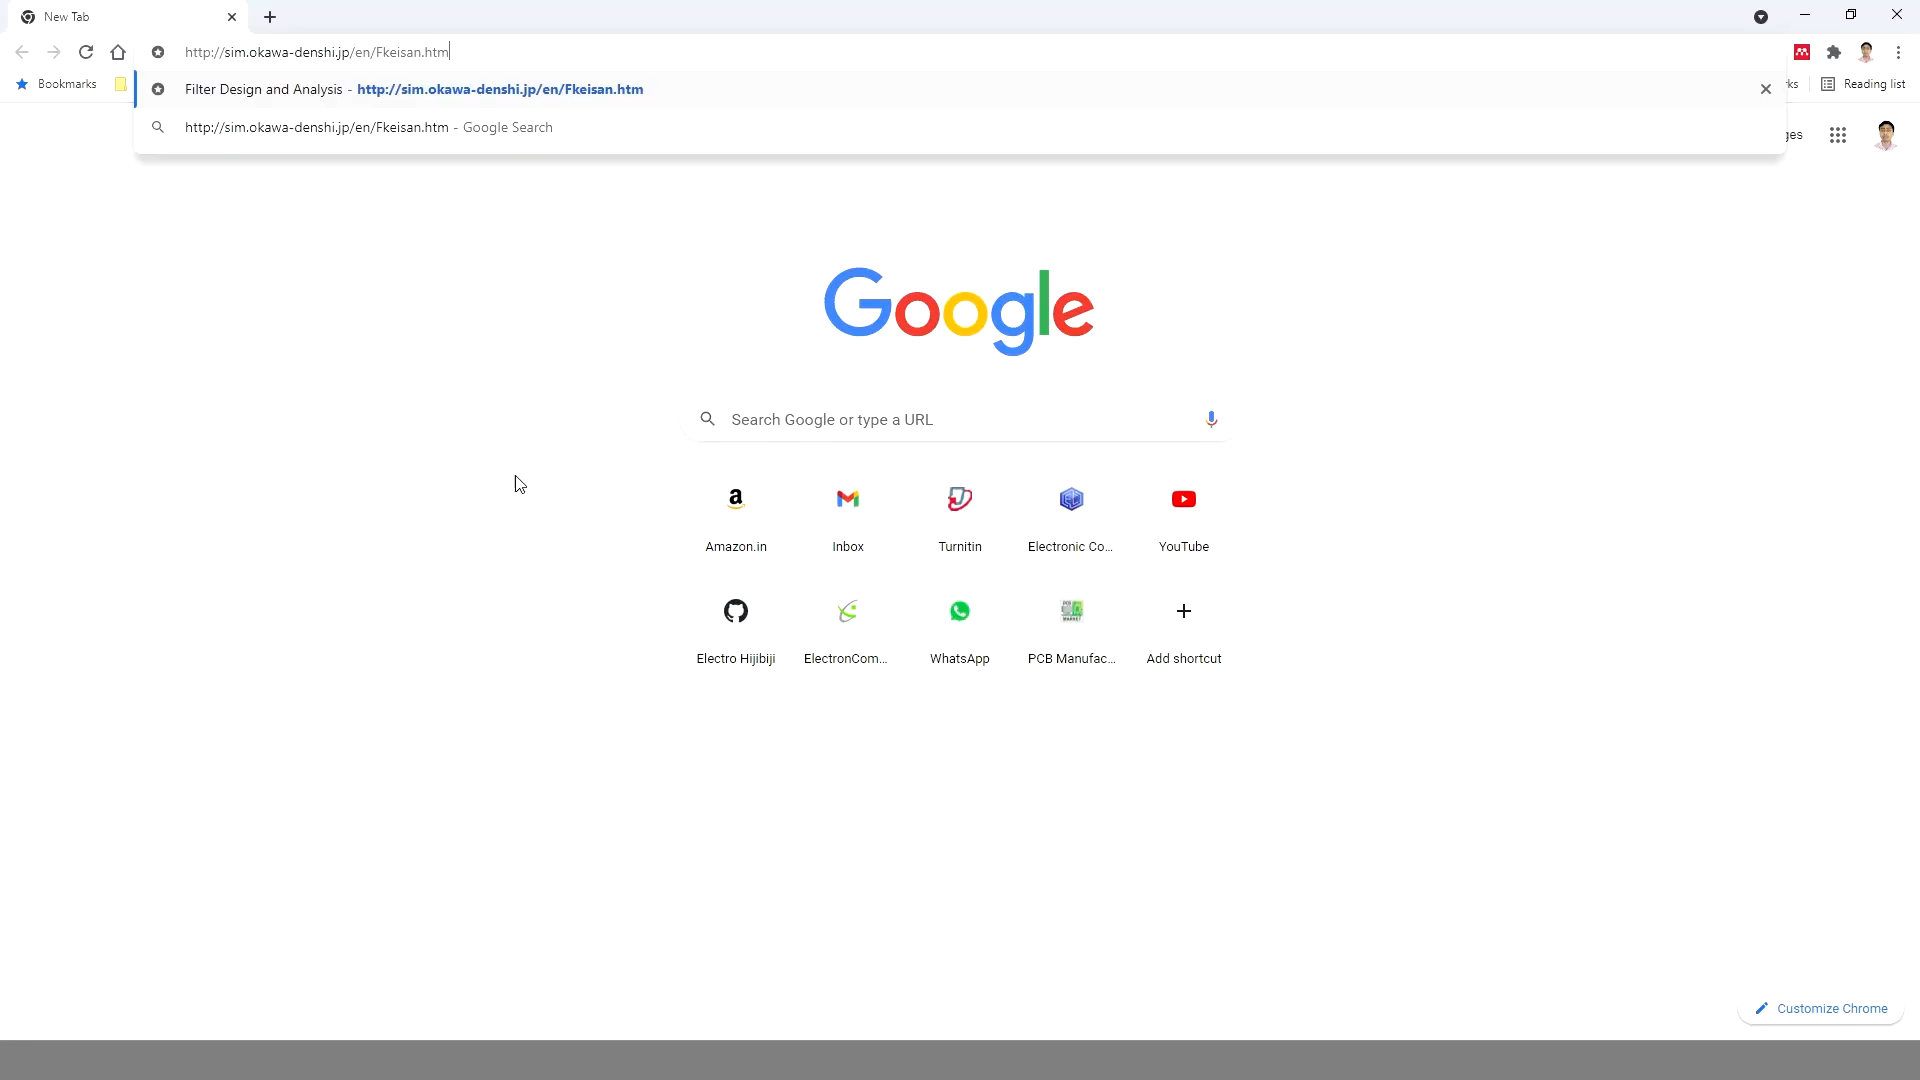 New Tab
http://sim.okawa-denshi.jp/en/Fkeisan.htm
Bookmarks
Filter Design and Analysis - http://sim.okawa-denshi.jp/en/Fkeisan.htm
Reading list
http://sim.okawa-denshi.jp/en/Fkeisan.htm - Google Search
Google
Search Google or type a URL
Amazon.in
Inbox
Turnitin
Electronic Co...
YouTube
Electro Hijibiji
ElectronCom...
WhatsApp
PCB Manufac...
Add shortcut
Customize Chrome